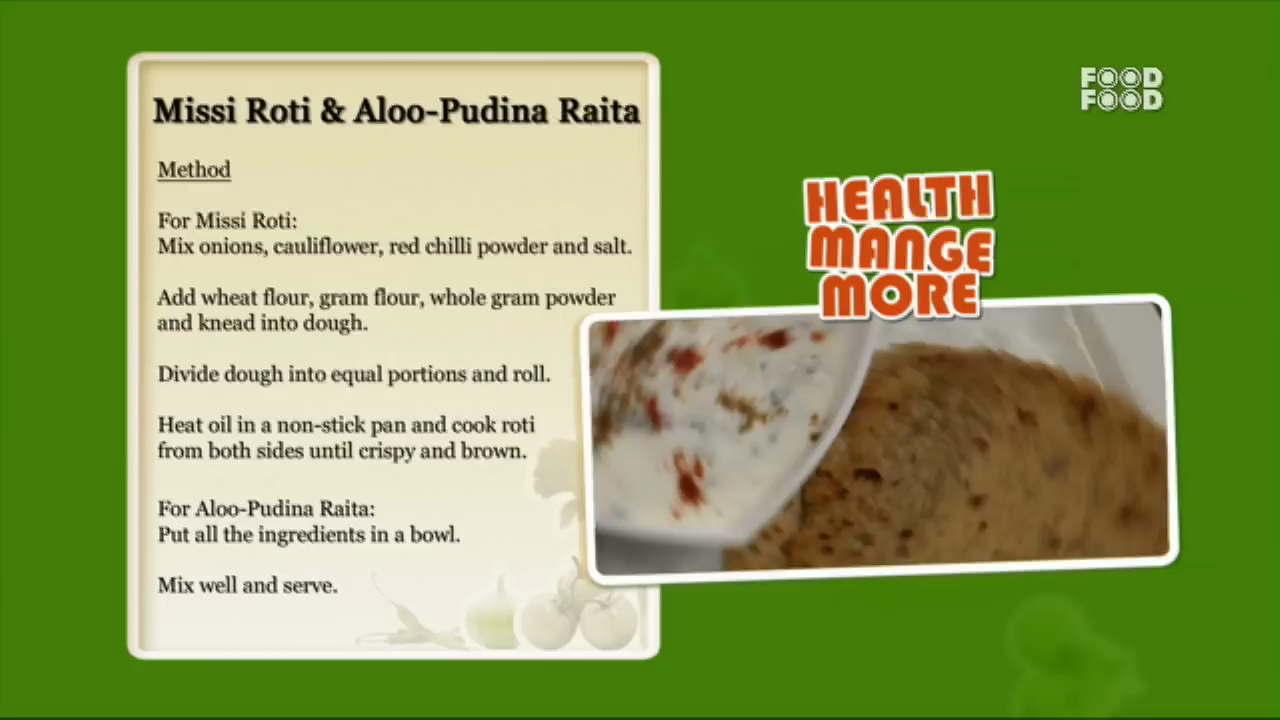 Missi Roti & Aloo-Pudina Raita
Method
For Missi Roti:
Mix onions, cauliflower, red chilli powder and salt.
Add wheat flour, gram flour, whole gram powder
and knead into dough.
Divide dough into equal portions and roll.
Heat oil in a non-stick pan and cook roti
from both sides until crispy and brown.
For Aloo-Pudina Raita:
Put all the ingredients in a bowl.
Mix well and serve.
FOOD
FOOD
HEALTH
MANGE
MORE